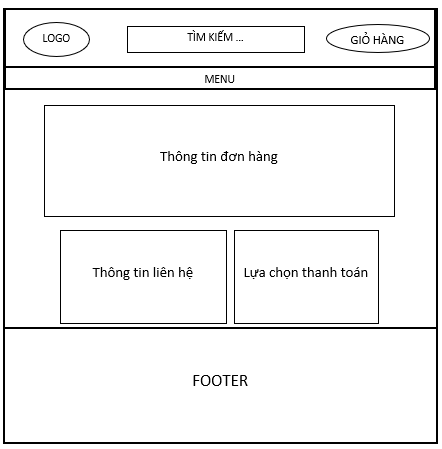 LOGO
TÌM KIẾM ...
GIỎ HÀNG
MENU
Thông tin đơn hàng
Thông tin liên hệ
Lựa chọn thanh toán
FOOTER